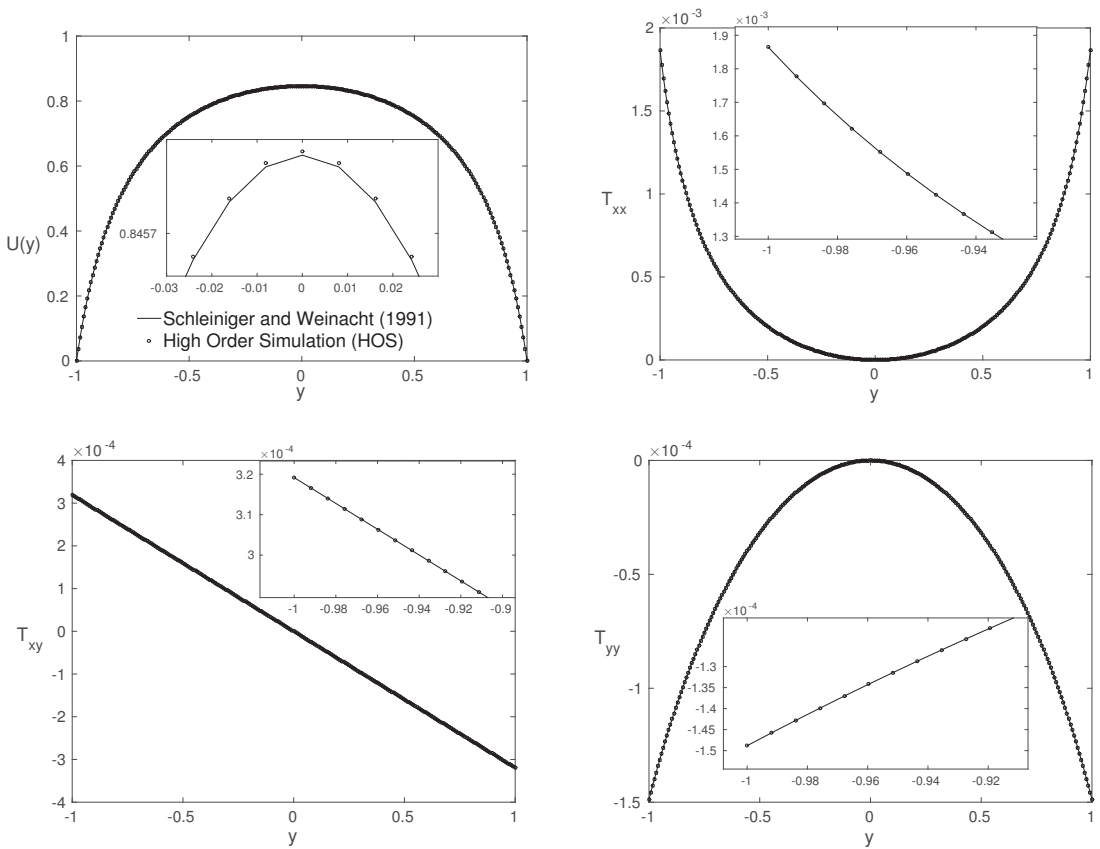 1
0.8
0.6
0.4
0.2
0
U(y)
0.8457
-0.03 -0.02 -0.01 0 0.01 0.02
Schleiniger and Weinacht (1991)
High Order Simulation (HOS)
-1 -0.5 0 0.5 1
y
×10⁻³
2
1.5
1
0.5
0
T_xx
×10⁻³
1.9
1.8
1.7
1.6
1.5
1.4
1.3
-1 -0.98 -0.96 -0.94
-1 -0.5 0 0.5 1
y
×10⁻⁴
4
3
2
1
0
-1
-2
-3
-4
T_xy
×10⁻⁴
3.2
3.1
3
-1 -0.98 -0.96 -0.94 -0.92 -0.9
-1 -0.5 0 0.5 1
y
×10⁻⁴
0
-0.5
-1
-1.5
T_yy
×10⁻⁴
-1.3
-1.35
-1.4
-1.45
-1.5
-1 -0.98 -0.96 -0.94 -0.92
-1 -0.5 0 0.5 1
y